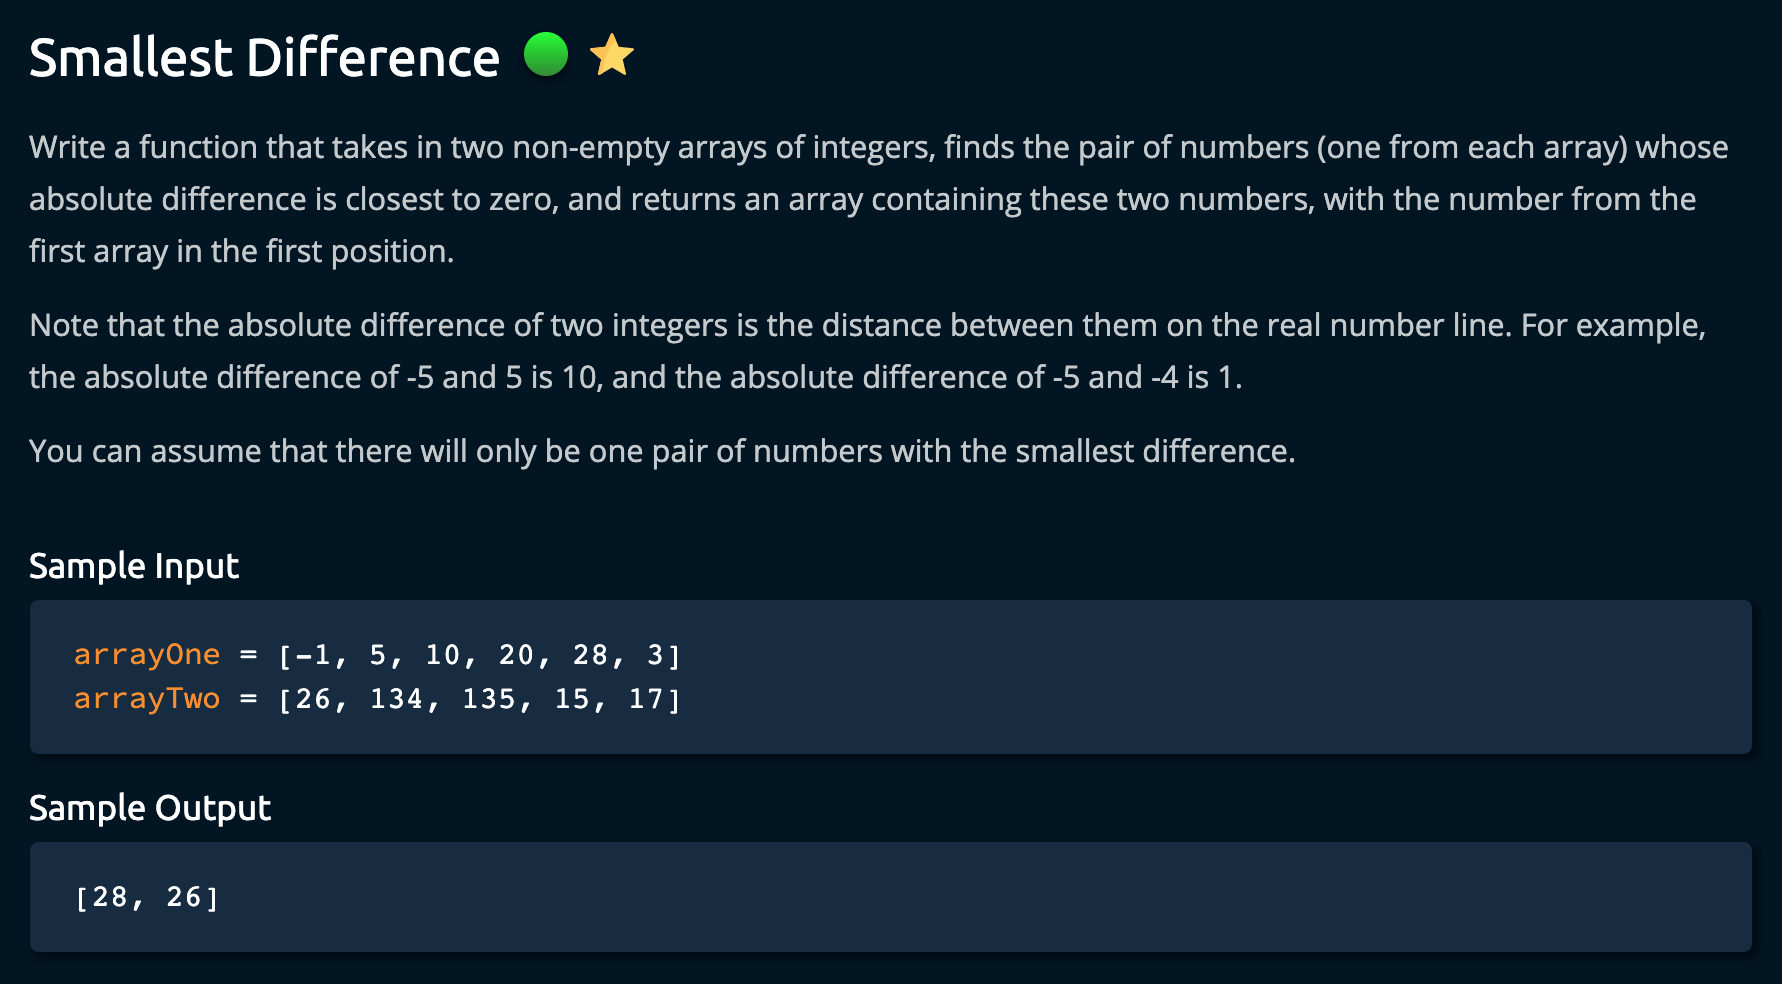 Smallest Difference
Write a function that takes in two non-empty arrays of integers, finds the pair of numbers (one from each array) whose
absolute difference is closest to zero, and returns an array containing these two numbers, with the number from the
first array in the first position.
Note that the absolute difference of two integers is the distance between them on the real number line. For example,
the absolute difference of -5 and 5 is 10, and the absolute difference of -5 and -4 is 1.
You can assume that there will only be one pair of numbers with the smallest difference.
Sample Input
arrayOne = [-1, 5, 10, 20, 28, 3]
arrayTwo = [26, 134, 135, 15, 17]
Sample Output
[28, 26]